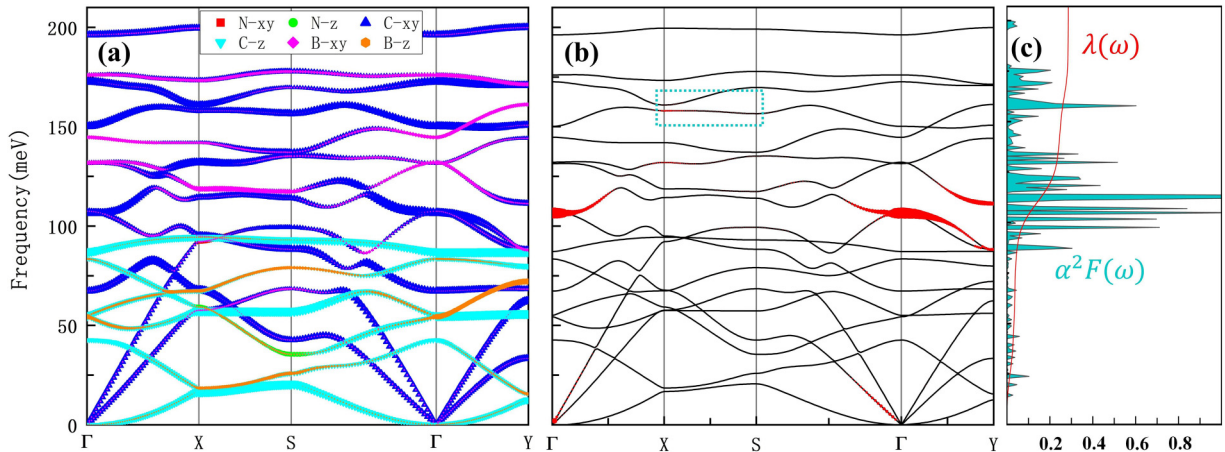 Frequency(meV)
200
150
100
50
0
(a)
N-xy N-z C-xy
C-z B-xy B-z
Γ X S Γ Y
(b)
Γ X S Γ Y
(c)
λ(ω)
α²F(ω)
0.2 0.4 0.6 0.8